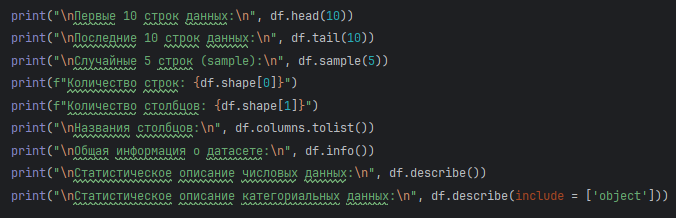 print("\nПервые 10 строк данных:\n", df.head(10))
print("\nПоследние 10 строк данных:\n", df.tail(10))
print("\nСлучайные 5 строк (sample):\n", df.sample(5))
print(f"Количество строк: {df.shape[0]}")
print(f"Количество столбцов: {df.shape[1]}")
print("\nНазвания столбцов:\n", df.columns.tolist())
print("\nОбщая информация о датасете:\n", df.info())
print("\nСтатистическое описание числовых данных:\n", df.describe())
print("\nСтатистическое описание категориальных данных:\n", df.describe(include = ['object']))